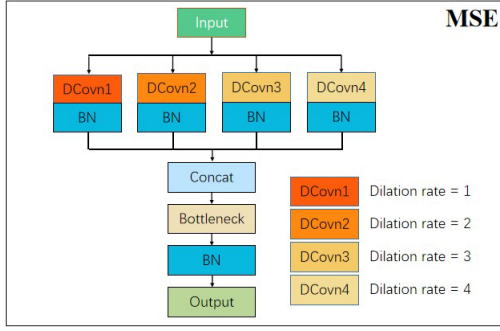 MSE
Input
DCovn1 DCovn2 DCovn3 DCovn4
BN BN BN BN
Concat
Bottleneck
BN
Output
DCovn1 Dilation rate = 1
DCovn2 Dilation rate = 2
DCovn3 Dilation rate = 3
DCovn4 Dilation rate = 4